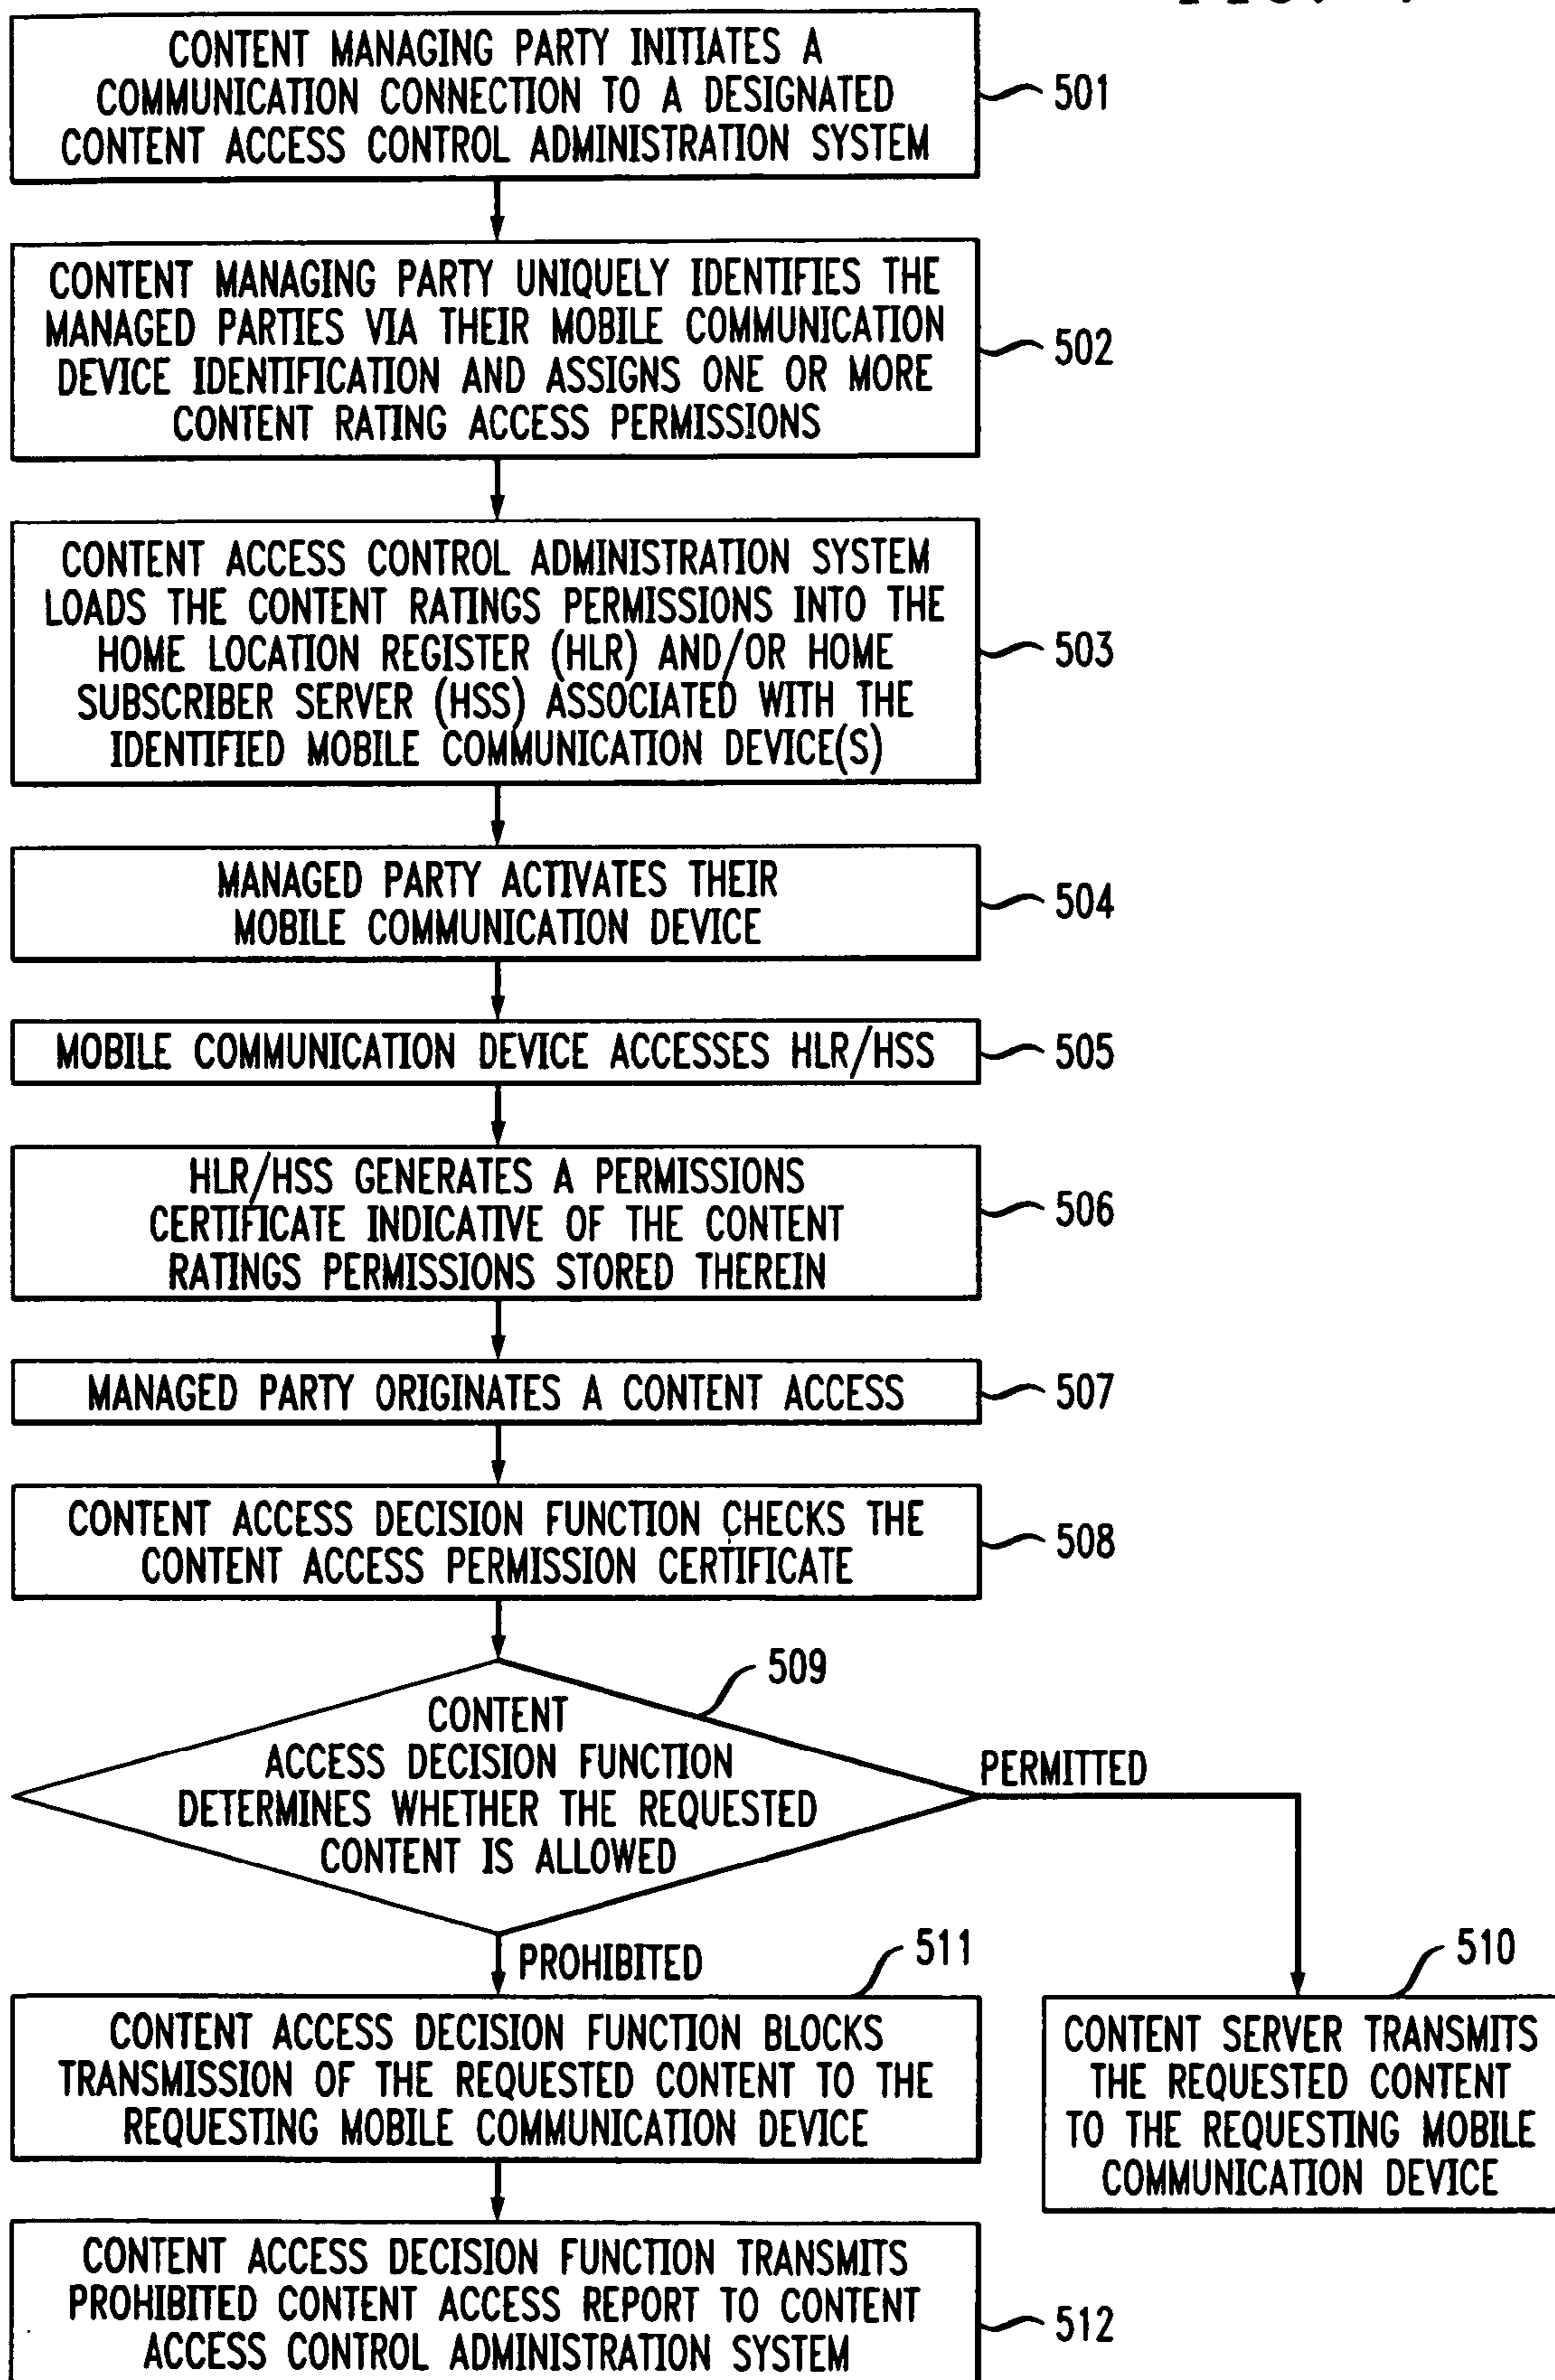 CONTENT MANAGING PARTY INITIATES A
COMMUNICATION CONNECTION TO A DESIGNATED
CONTENT ACCESS CONTROL ADMINISTRATION SYSTEM
501
CONTENT MANAGING PARTY UNIQUELY IDENTIFIES THE
MANAGED PARTIES VIA THEIR MOBILE COMMUNICATION
DEVICE IDENTIFICATION AND ASSIGNS ONE OR MORE
CONTENT RATING ACCESS PERMISSIONS
502
CONTENT ACCESS CONTROL ADMINISTRATION SYSTEM
LOADS THE CONTENT RATINGS PERMISSIONS INTO THE
HOME LOCATION REGISTER (HLR) AND/OR HOME
SUBSCRIBER SERVER (HSS) ASSOCIATED WITH THE
IDENTIFIED MOBILE COMMUNICATION DEVICE(S)
503
MANAGED PARTY ACTIVATES THEIR
MOBILE COMMUNICATION DEVICE
504
MOBILE COMMUNICATION DEVICE ACCESSES HLR/HSS
505
HLR/HSS GENERATES A PERMISSIONS
CERTIFICATE INDICATIVE OF THE CONTENT
RATINGS PERMISSIONS STORED THEREIN
506
MANAGED PARTY ORIGINATES A CONTENT ACCESS
507
CONTENT ACCESS DECISION FUNCTION CHECKS THE
CONTENT ACCESS PERMISSION CERTIFICATE
508
509
CONTENT
ACCESS DECISION FUNCTION
DETERMINES WHETHER THE REQUESTED
CONTENT IS ALLOWED
PERMITTED
PROHIBITED
511
CONTENT ACCESS DECISION FUNCTION BLOCKS
TRANSMISSION OF THE REQUESTED CONTENT TO THE
REQUESTING MOBILE COMMUNICATION DEVICE
510
CONTENT SERVER TRANSMITS
THE REQUESTED CONTENT
TO THE REQUESTING MOBILE
COMMUNICATION DEVICE
CONTENT ACCESS DECISION FUNCTION TRANSMITS
PROHIBITED CONTENT ACCESS REPORT TO CONTENT
ACCESS CONTROL ADMINISTRATION SYSTEM
512